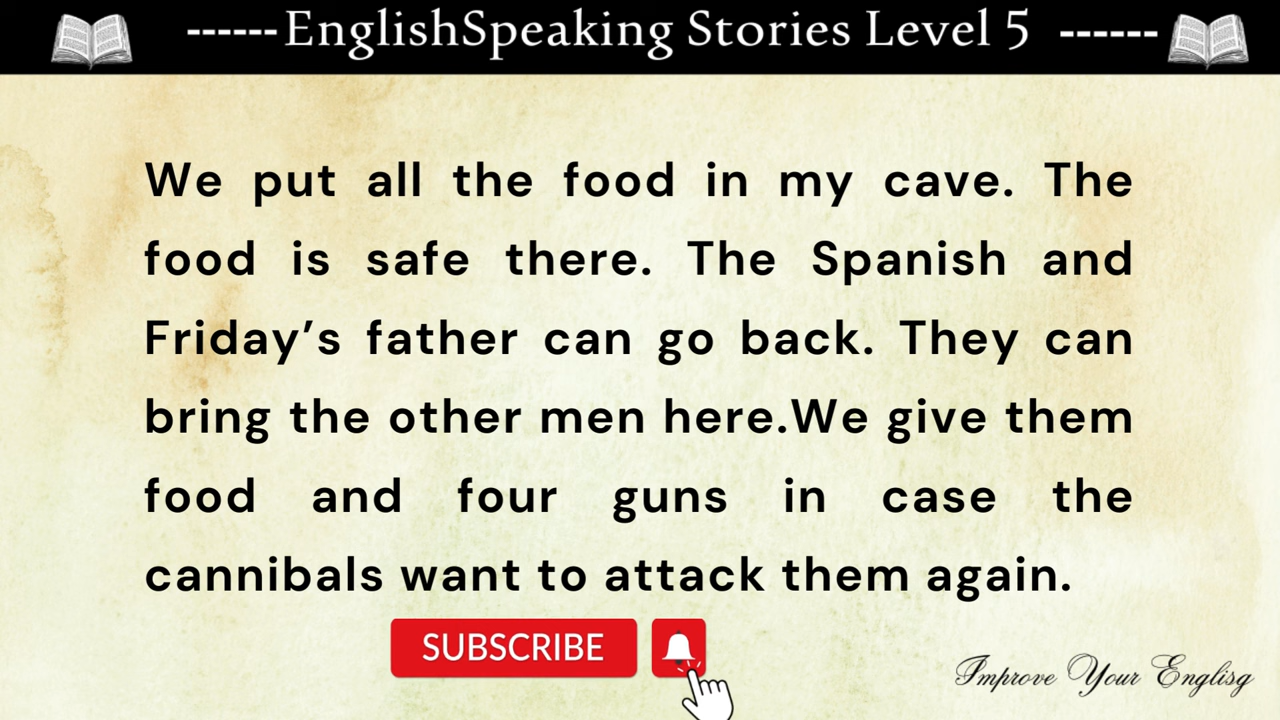 ------EnglishSpeaking Stories Level 5 ------
We put all the food in my cave. The
food is safe there. The Spanish and
Friday’s father can go back. They can
bring the other men here.We give them
food and four guns in case the
cannibals want to attack them again.
SUBSCRIBE
Improve Your Englisg